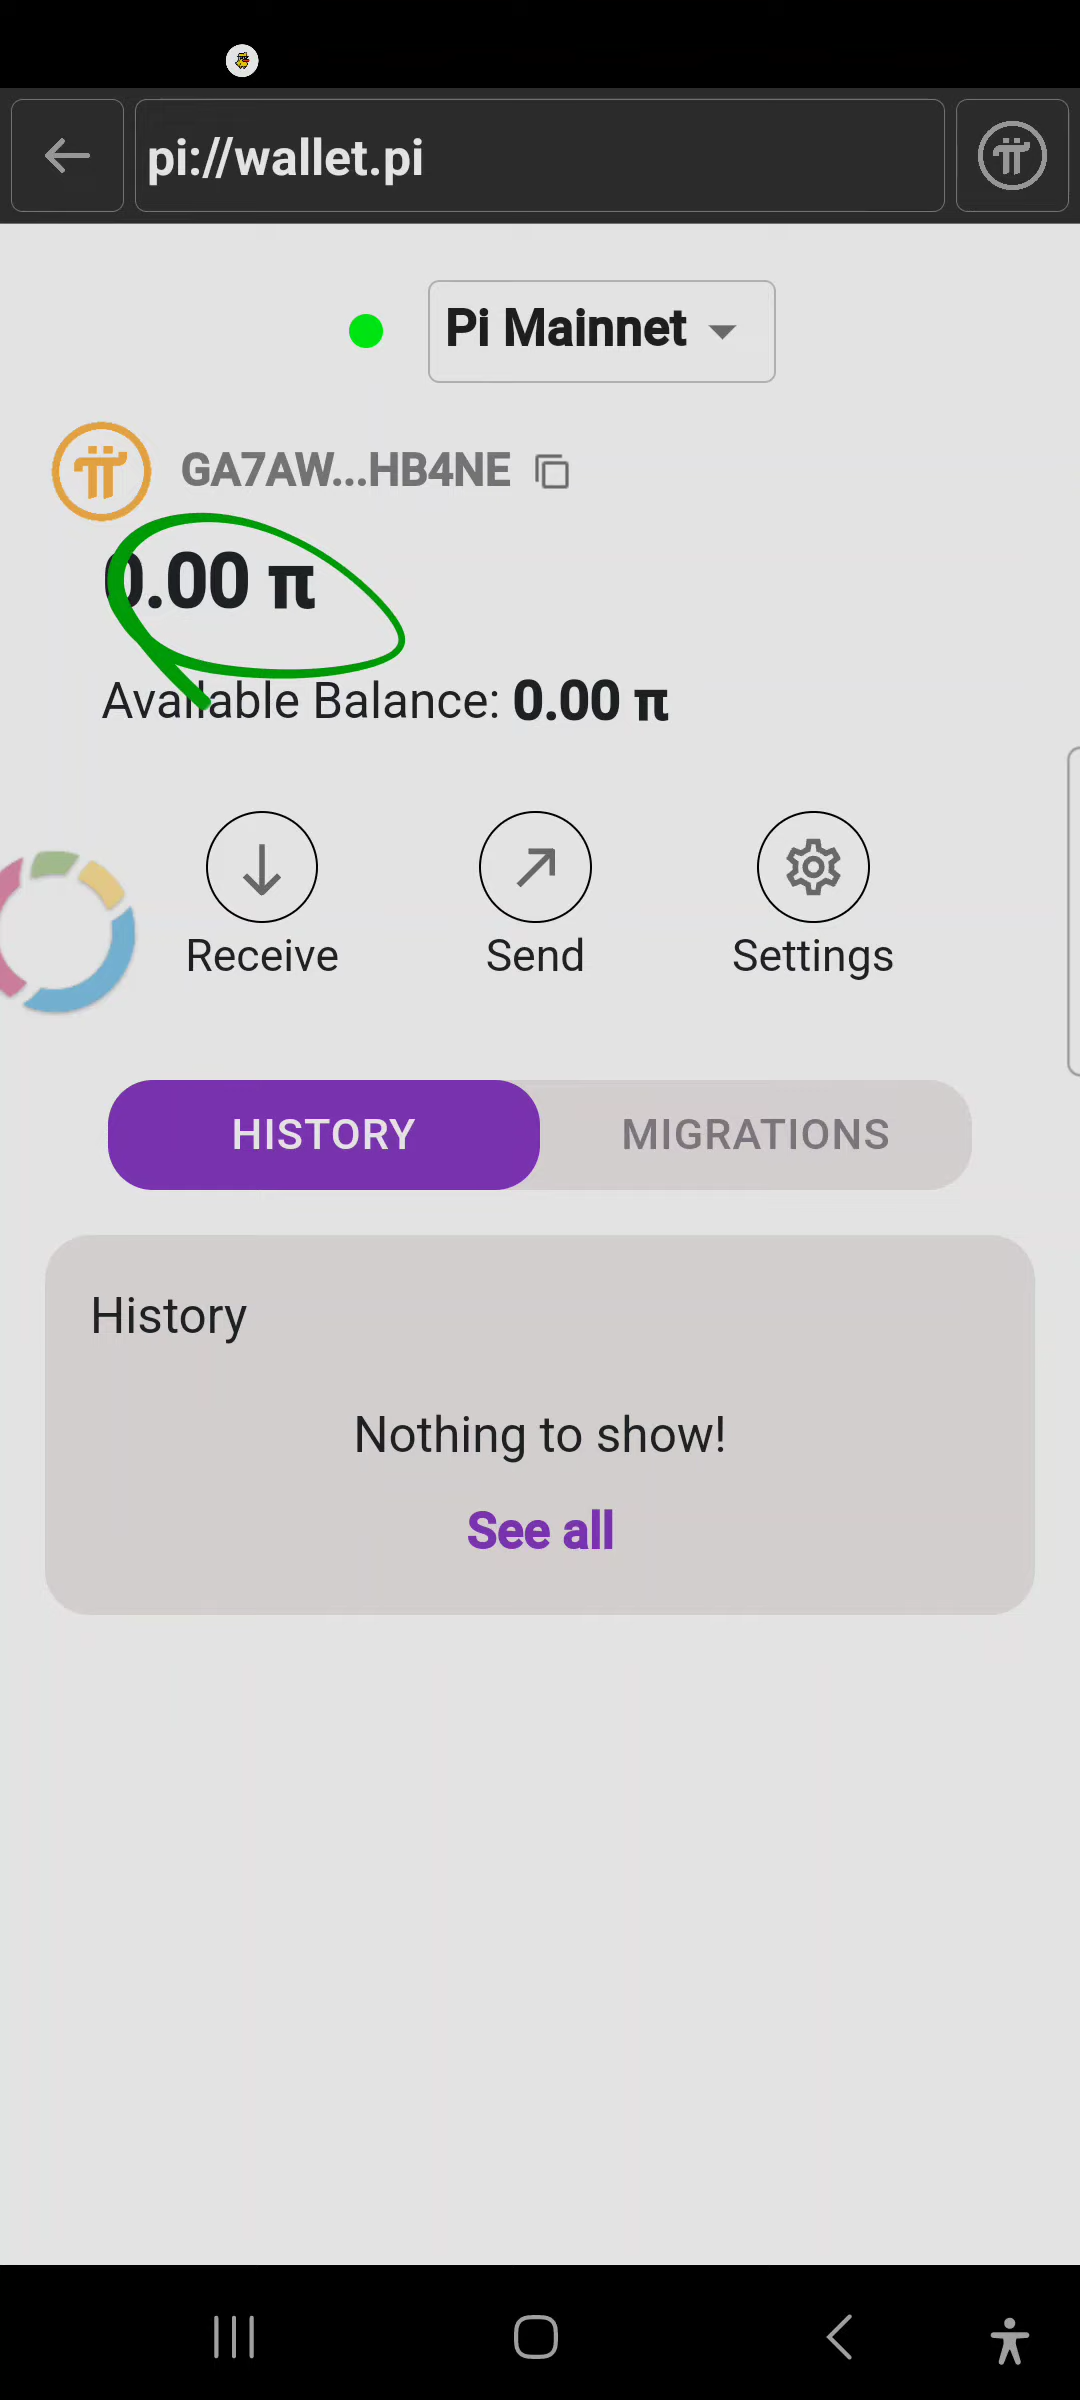 pi://wallet.pi
Pi Mainnet
GA7AW...HB4NE
0.00 π
Available Balance: 0.00 π
Receive
Send
Settings
HISTORY
MIGRATIONS
History
Nothing to show!
See all